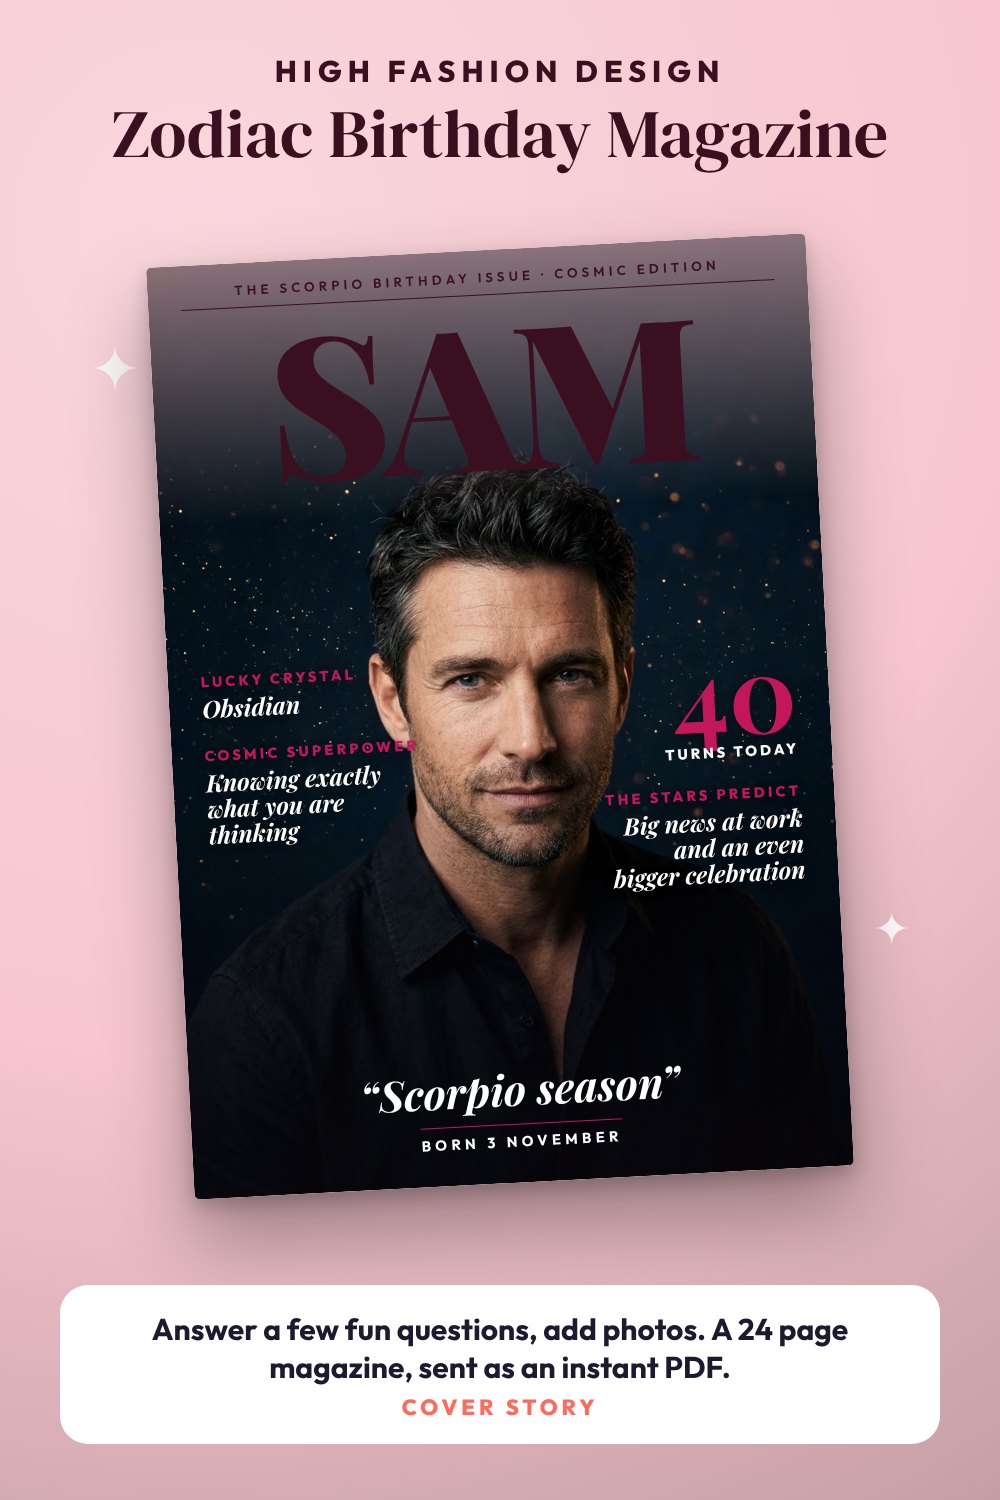 HIGH FASHION DESIGN
Zodiac Birthday Magazine
THE SCORPIO BIRTHDAY ISSUE · COSMIC EDITION
SAM
LUCKY CRYSTAL
Obsidian
COSMIC SUPERPOWER
Knowing exactly
what you are
thinking
40
TURNS TODAY
THE STARS PREDICT
Big news at work
and an even
bigger celebration
“Scorpio season”
BORN 3 NOVEMBER
Answer a few fun questions, add photos. A 24 page
magazine, sent as an instant PDF.
COVER STORY